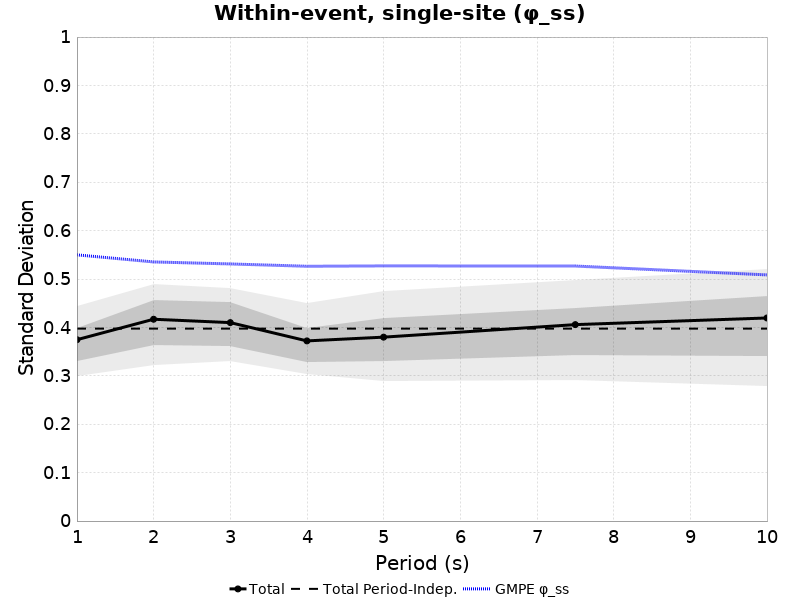 Within-event, single-site (φ_ss)
1
0.9
0.8
0.7
0.6
0.5
0.4
0.3
0.2
0.1
0
Standard Deviation
1 2 3 4 5 6 7 8 9 10
Period (s)
Total Total Period-Indep. GMPE φ_ss